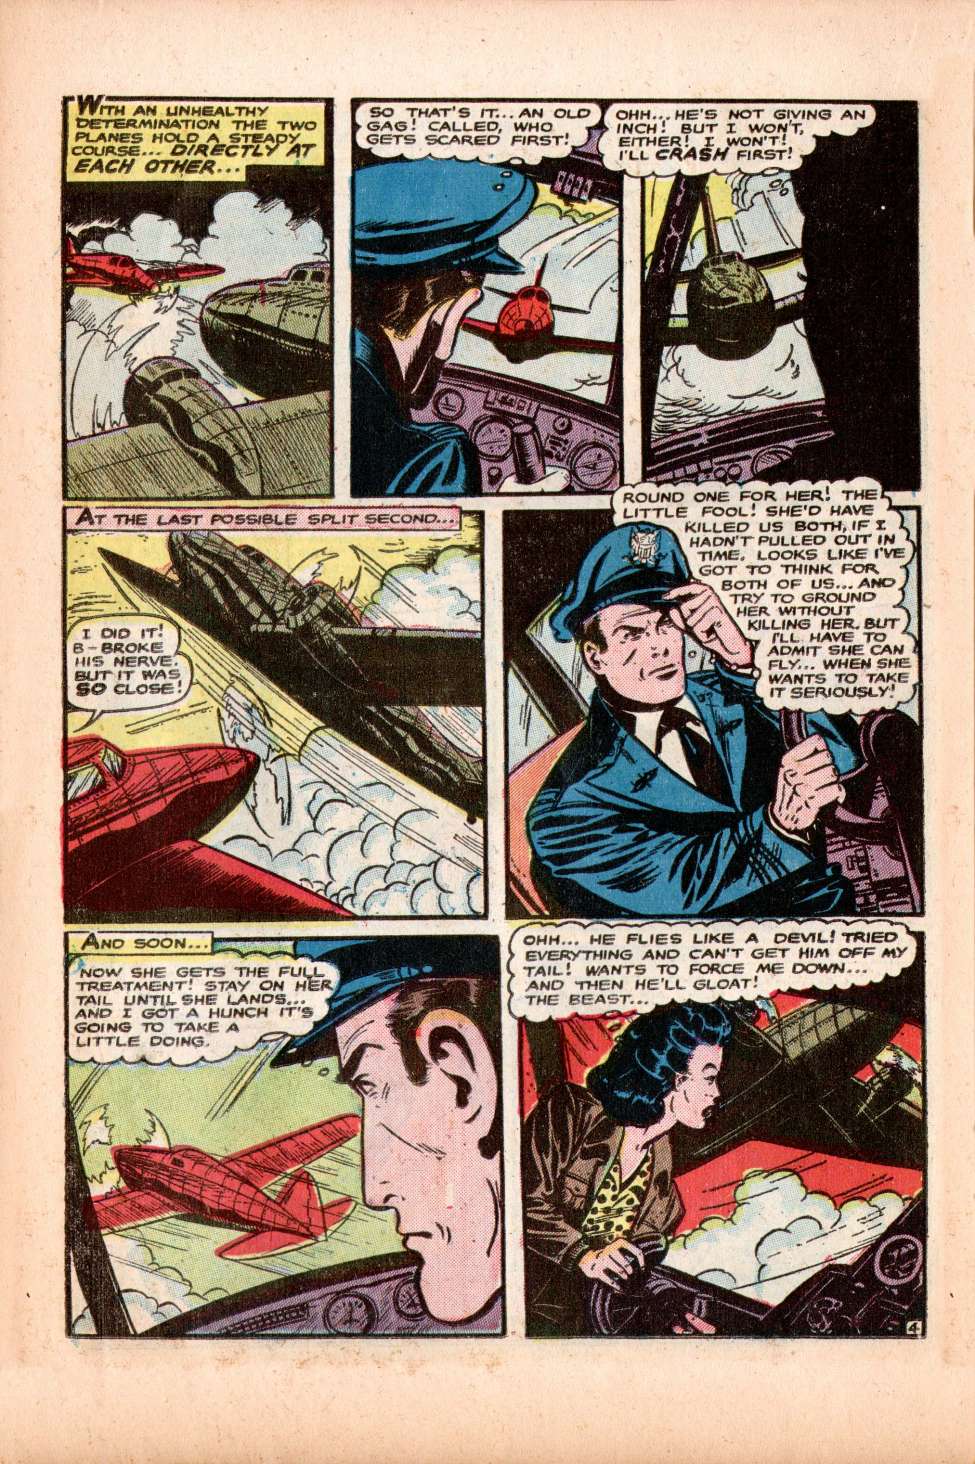 WITH AN UNHEALTHY
DETERMINATION THE TWO
PLANES HOLD A STEADY
COURSE... DIRECTLY AT
EACH OTHER...
SO THAT'S IT... AN OLD
GAG! CALLED, WHO
GETS SCARED FIRST!
OHH... HE'S NOT GIVING AN
INCH! BUT I WON'T,
EITHER! I WON'T!
I'LL CRASH FIRST!
AT THE LAST POSSIBLE SPLIT SECOND...
I DID IT!
B-BROKE
HIS NERVE.
BUT IT WAS
SO CLOSE!
ROUND ONE FOR HER! THE
LITTLE FOOL! SHE'D HAVE
KILLED US BOTH, IF I
HADN'T PULLED OUT IN
TIME. LOOKS LIKE I'VE
GOT TO THINK FOR
BOTH OF US... AND
TRY TO GROUND
HER WITHOUT
KILLING HER. BUT
I'LL HAVE TO
ADMIT SHE CAN
FLY... WHEN SHE
WANTS TO TAKE
IT SERIOUSLY!
AND SOON...
NOW SHE GETS THE FULL
TREATMENT! STAY ON HER
TAIL UNTIL SHE LANDS...
AND I GOT A HUNCH IT'S
GOING TO TAKE A
LITTLE DOING.
OHH... HE FLIES LIKE A DEVIL! TRIED
EVERYTHING AND CAN'T GET HIM OFF MY
TAIL! WANTS TO FORCE ME DOWN...
AND THEN HE'LL GLOAT!
THE BEAST...
4